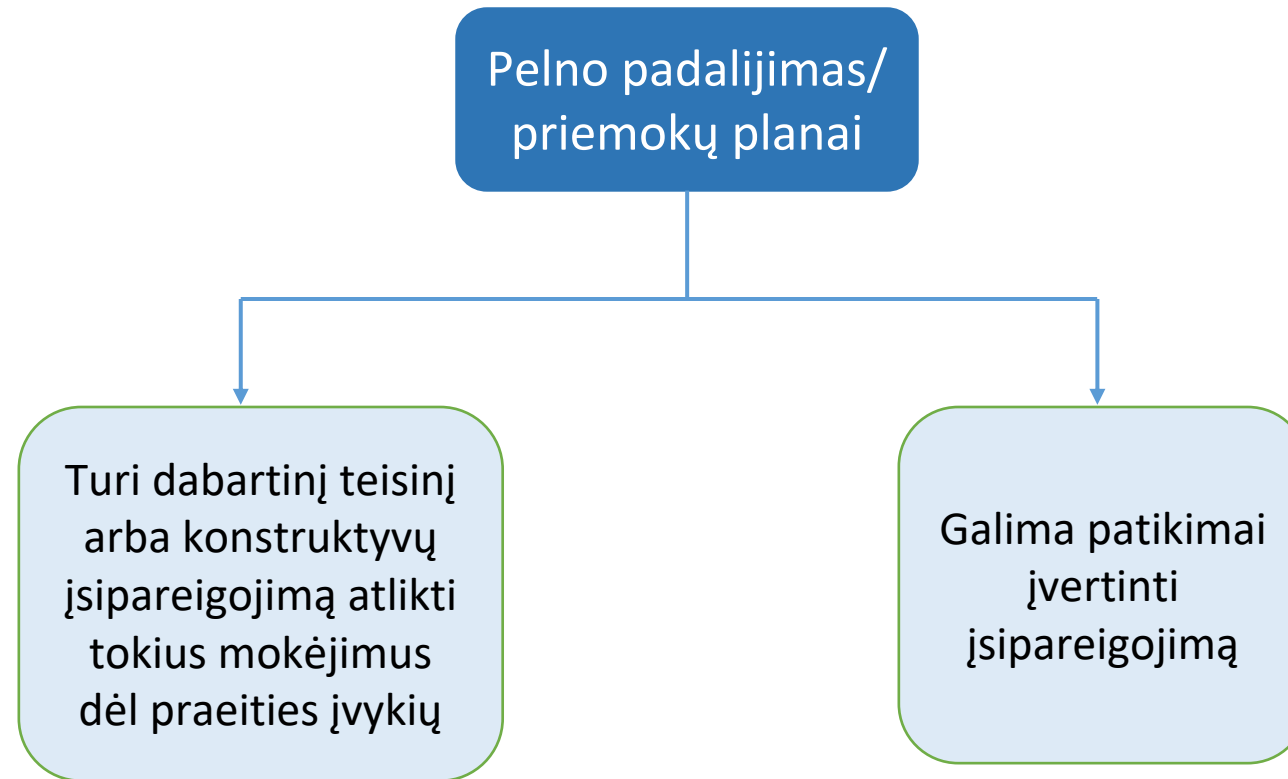 Pelno padalijimas/
priemokų planai
Turi dabartinį teisinį
arba konstruktyvų
įsipareigojimą atlikti
tokius mokėjimus
dėl praeities įvykių
Galima patikimai
įvertinti
įsipareigojimą